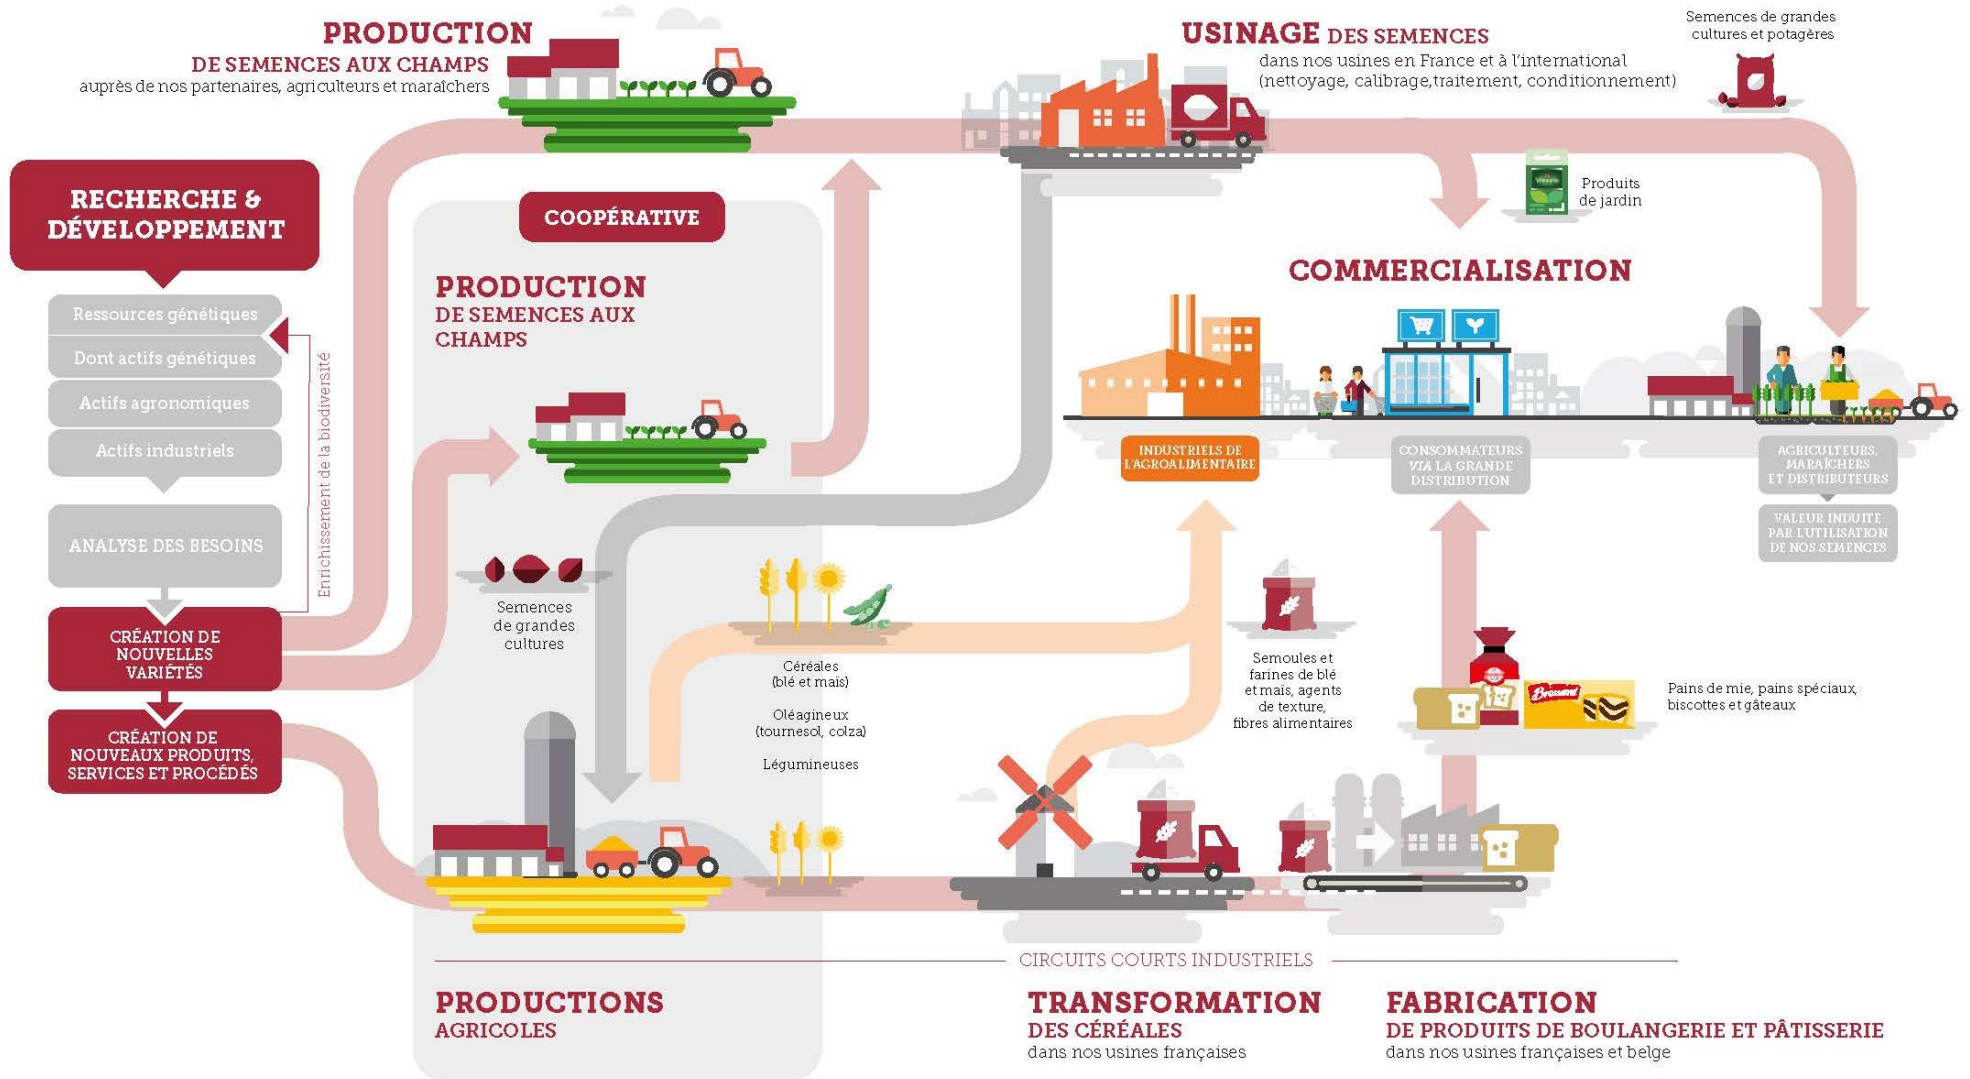 PRODUCTION
DE SEMENCES AUX CHAMPS
auprès de nos partenaires, agriculteurs et maraîchers
USINAGE DES SEMENCES
dans nos usines en France et à l'international
(nettoyage, calibrage,traitement, conditionnement)
Semences de grandes
cultures et potagères
Produits
de jardin
RECHERCHE &
DÉVELOPPEMENT
Ressources génétiques
Dont actifs génétiques
Actifs agronomiques
Actifs industriels
ANALYSE DES BESOINS
Enrichissement de la biodiversité
CRÉATION DE
NOUVELLES
VARIÉTÉS
CRÉATION DE
NOUVEAUX PRODUITS,
SERVICES ET PROCÉDÉS
COOPÉRATIVE
PRODUCTION
DE SEMENCES AUX
CHAMPS
Semences
de grandes
cultures
Céréales
(blé et maïs)
Oléagineux
(tournesol, colza)
Légumineuses
COMMERCIALISATION
INDUSTRIELS DE
L'AGROALIMENTAIRE
CONSOMMATEURS
VIA LA GRANDE
DISTRIBUTION
AGRICULTEURS,
MARAÎCHERS
ET DISTRIBUTEURS
VALEUR INDUITE
PAR L'UTILISATION
DE NOS SEMENCES
Semoules et
farines de blé
et maïs, agents
de texture,
fibres alimentaires
Brossard
Pains de mie, pains spéciaux,
biscottes et gâteaux
CIRCUITS COURTS INDUSTRIELS
PRODUCTIONS
AGRICOLES
TRANSFORMATION
DES CÉRÉALES
dans nos usines françaises
FABRICATION
DE PRODUITS DE BOULANGERIE ET PÂTISSERIE
dans nos usines françaises et belge